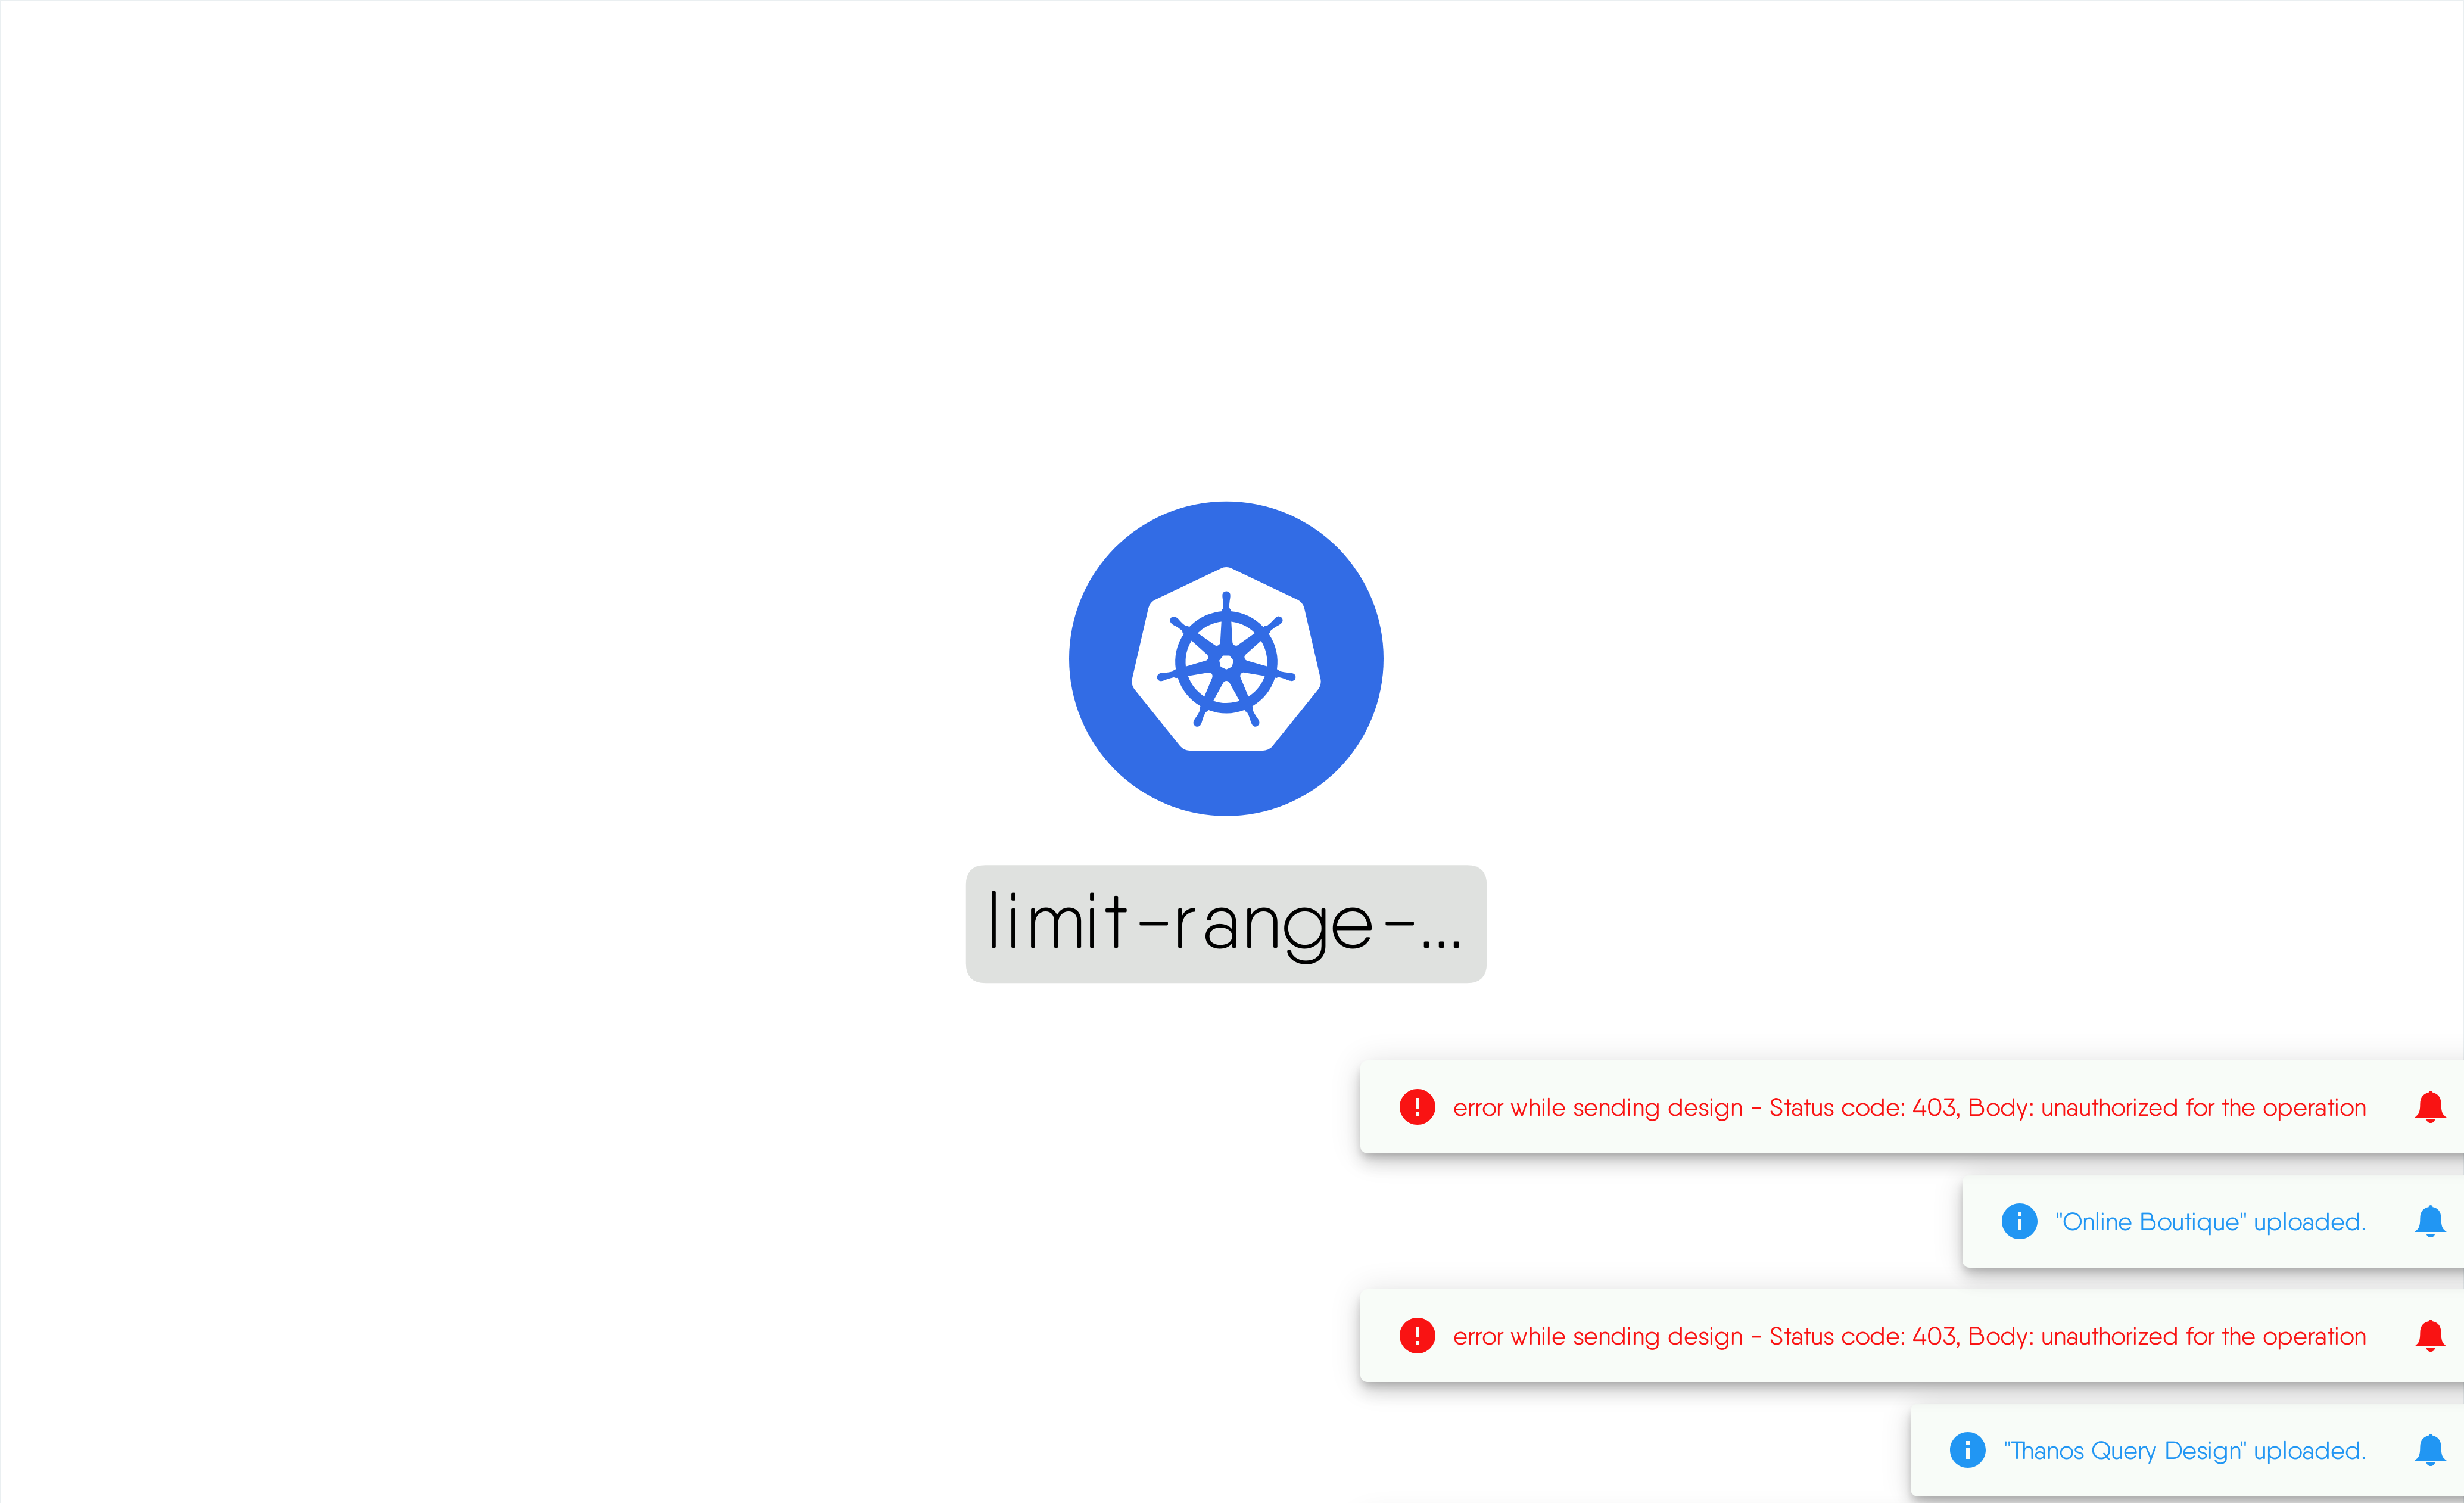 limit-range-...
error while sending design - Status code: 403, Body: unauthorized for the operation
"Online Boutique" uploaded.
error while sending design - Status code: 403, Body: unauthorized for the operation
"Thanos Query Design" uploaded.